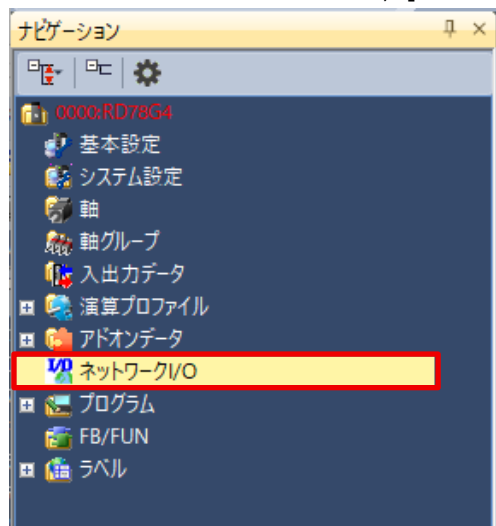 ナビゲーション
0000:RD78G4
基本設定
システム設定
軸
軸グループ
入出力データ
演算プロファイル
アドオンデータ
I/O ネットワークI/O
プログラム
FB/FUN
ラベル